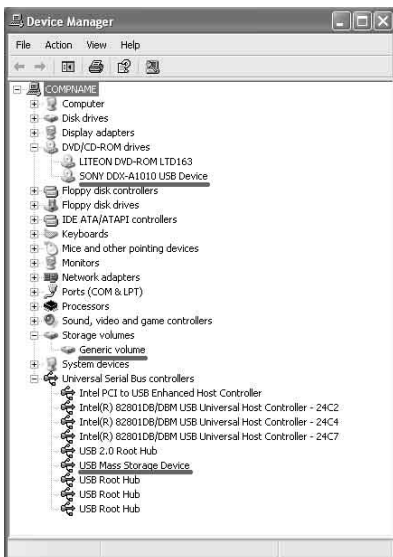 Device Manager
File Action View Help
COMPNAME
Computer
Disk drives
Display adapters
DVD/CD-ROM drives
LITEON DVD-ROM LTD163
SONY DDX-A1010 USB Device
Floppy disk controllers
Floppy disk drives
IDE ATA/ATAPI controllers
Keyboards
Mice and other pointing devices
Monitors
Network adapters
Ports (COM & LPT)
Processors
Sound, video and game controllers
Storage volumes
Generic volume
System devices
Universal Serial Bus controllers
Intel PCI to USB Enhanced Host Controller
Intel(R) 82801DB/DBM USB Universal Host Controller - 24C2
Intel(R) 82801DB/DBM USB Universal Host Controller - 24C4
Intel(R) 82801DB/DBM USB Universal Host Controller - 24C7
USB 2.0 Root Hub
USB Mass Storage Device
USB Root Hub
USB Root Hub
USB Root Hub